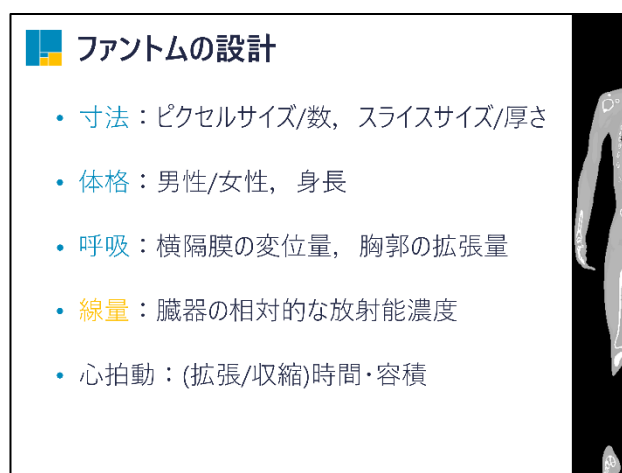 ファントムの設計
• 寸法：ピクセルサイズ/数，スライスサイズ/厚さ
• 体格：男性/女性，身長
• 呼吸：横隔膜の変位量，胸郭の拡張量
• 線量：臓器の相対的な放射能濃度
• 心拍動：(拡張/収縮)時間・容積